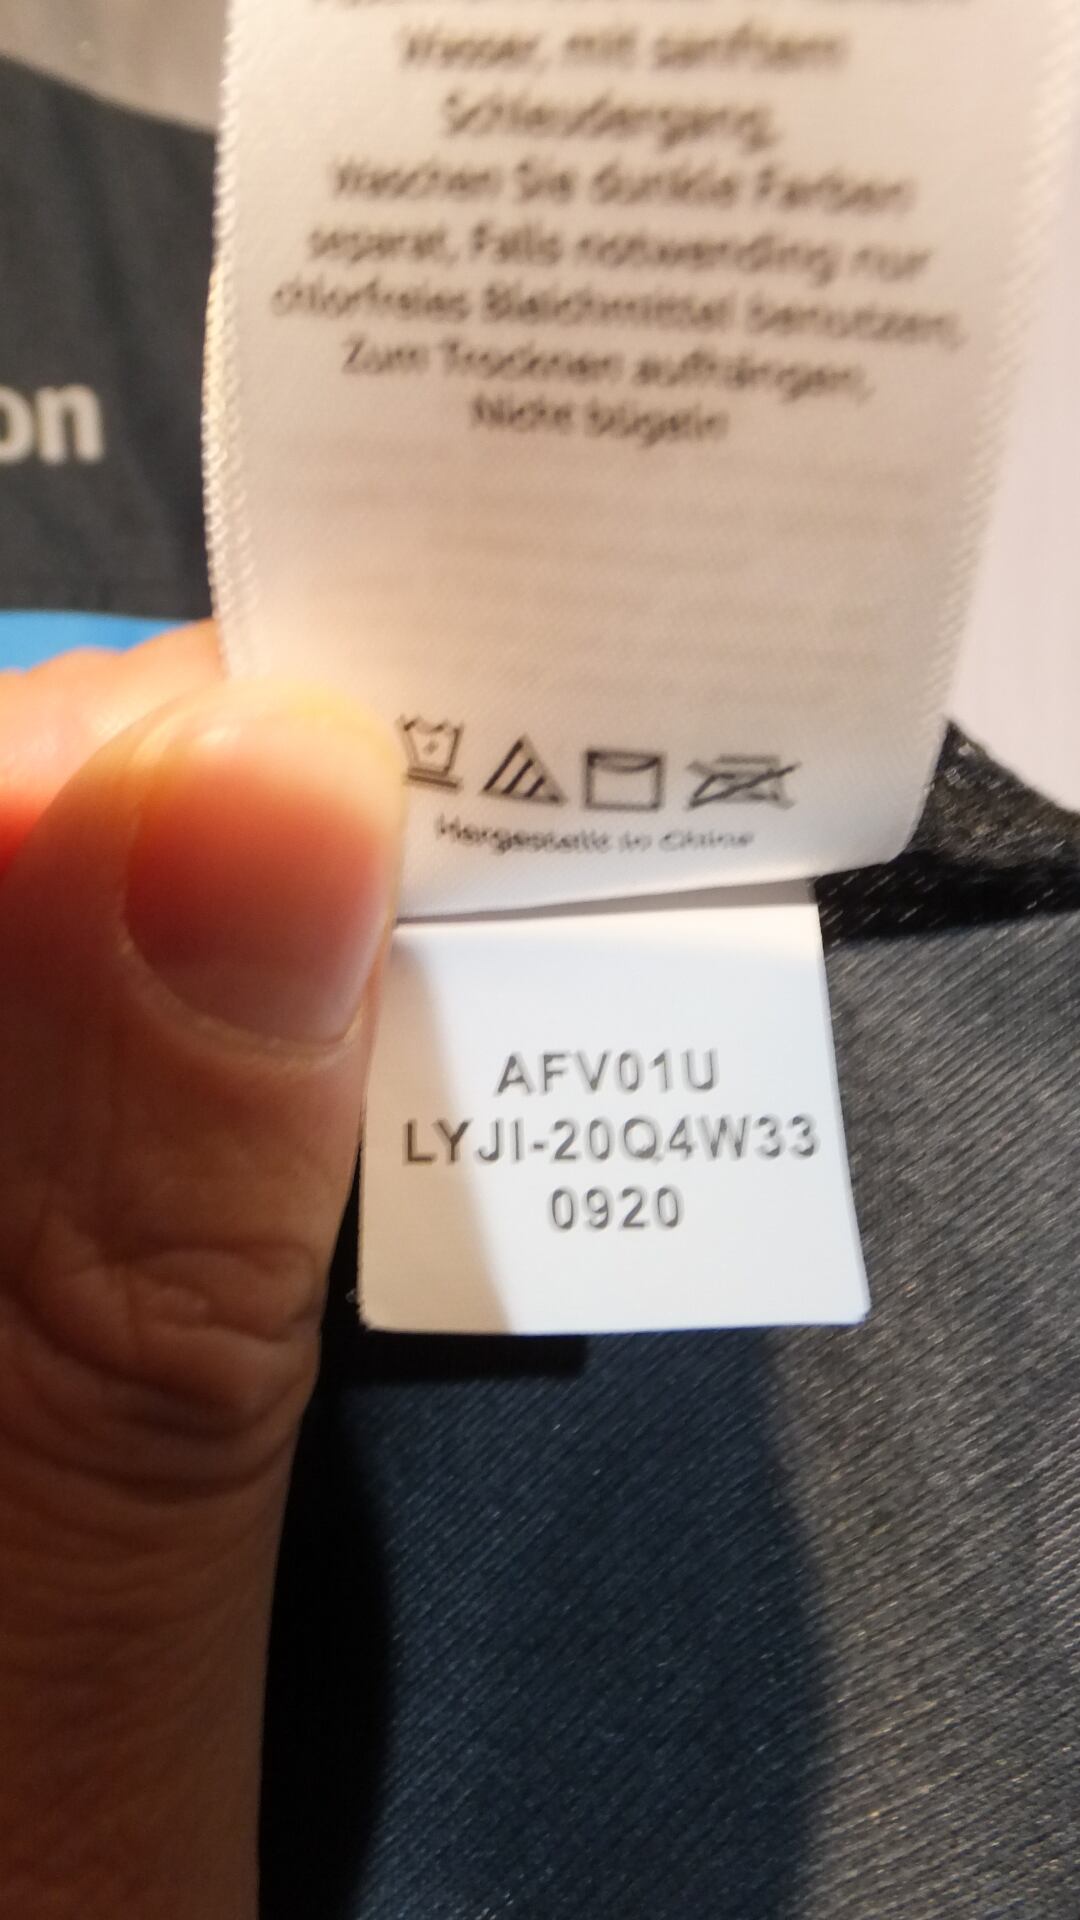 Wasser, mit sanftem
Schleudergang,
Waschen Sie dunkle Farben
separat, Falls notwending nur
chlorfreies Bleichmittel benutzen,
Zum Trocknen aufhängen,
Nicht bügeln
on
Hergestellt in China
AFV01U
LYJI-20Q4W33
0920